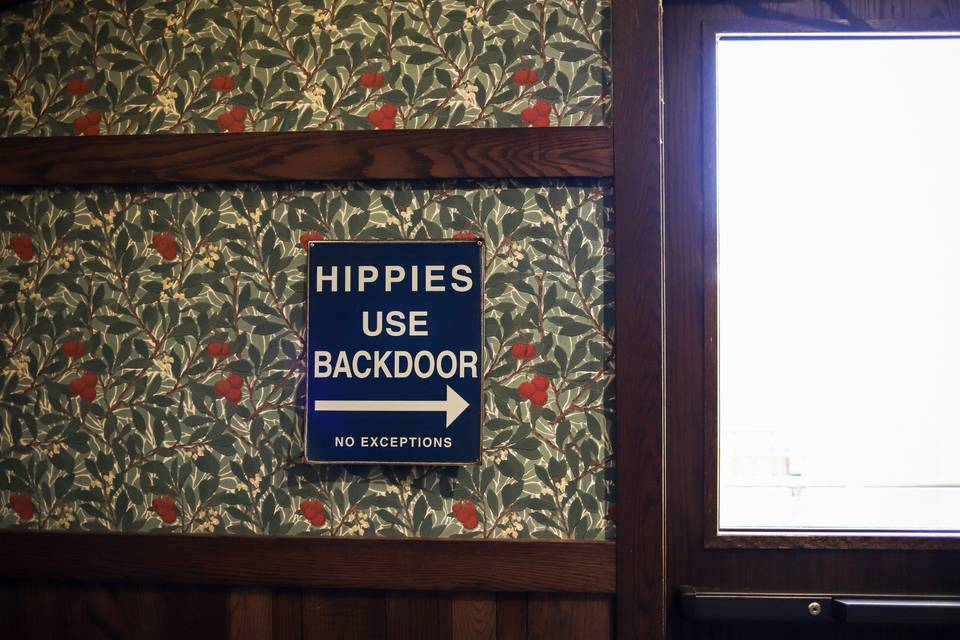 HIPPIES
USE
BACKDOOR
NO EXCEPTIONS